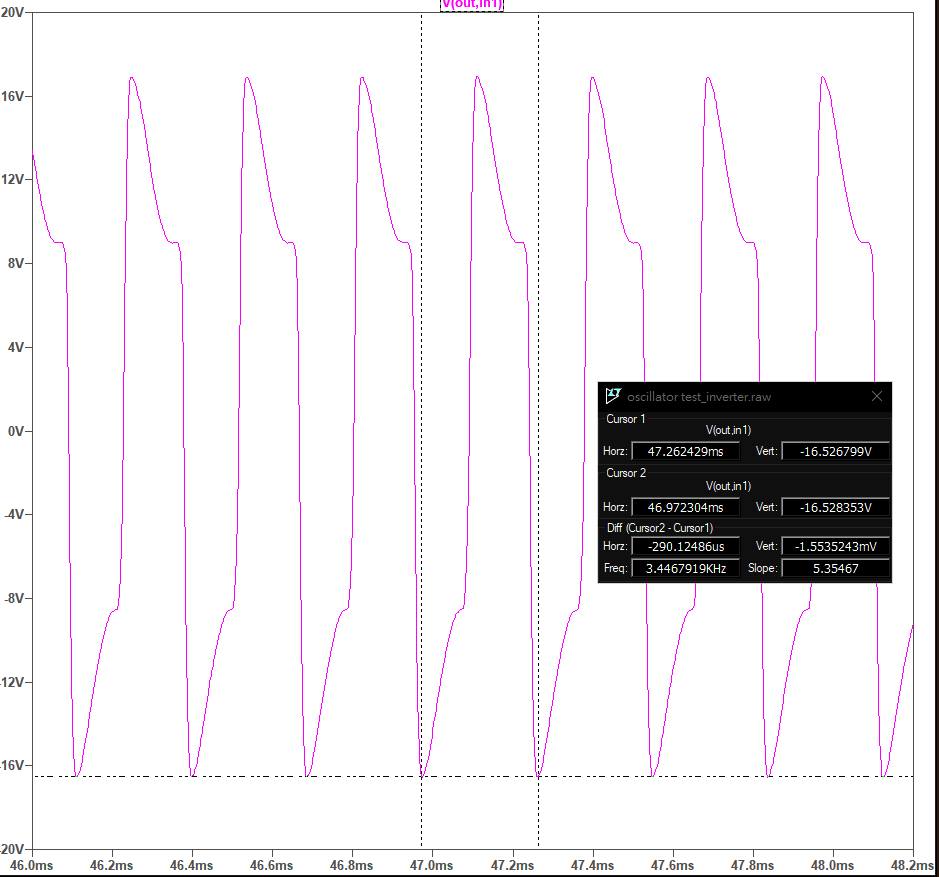 V(out,in1)
20V
16V
12V
8V
4V
0V
-4V
-8V
12V
16V
20V
46.0ms 46.2ms 46.4ms 46.6ms 46.8ms 47.0ms 47.2ms 47.4ms 47.6ms 47.8ms 48.0ms 48.2ms
oscillator test_inverter.raw
Cursor 1
V(out,in1)
Horz: 47.262429ms Vert: -16.526799V
Cursor 2
V(out,in1)
Horz: 46.972304ms Vert: -16.528353V
Diff (Cursor2 - Cursor1)
Horz: -290.12486us Vert: -1.5535243mV
Freq: 3.4467919KHz Slope: 5.35467